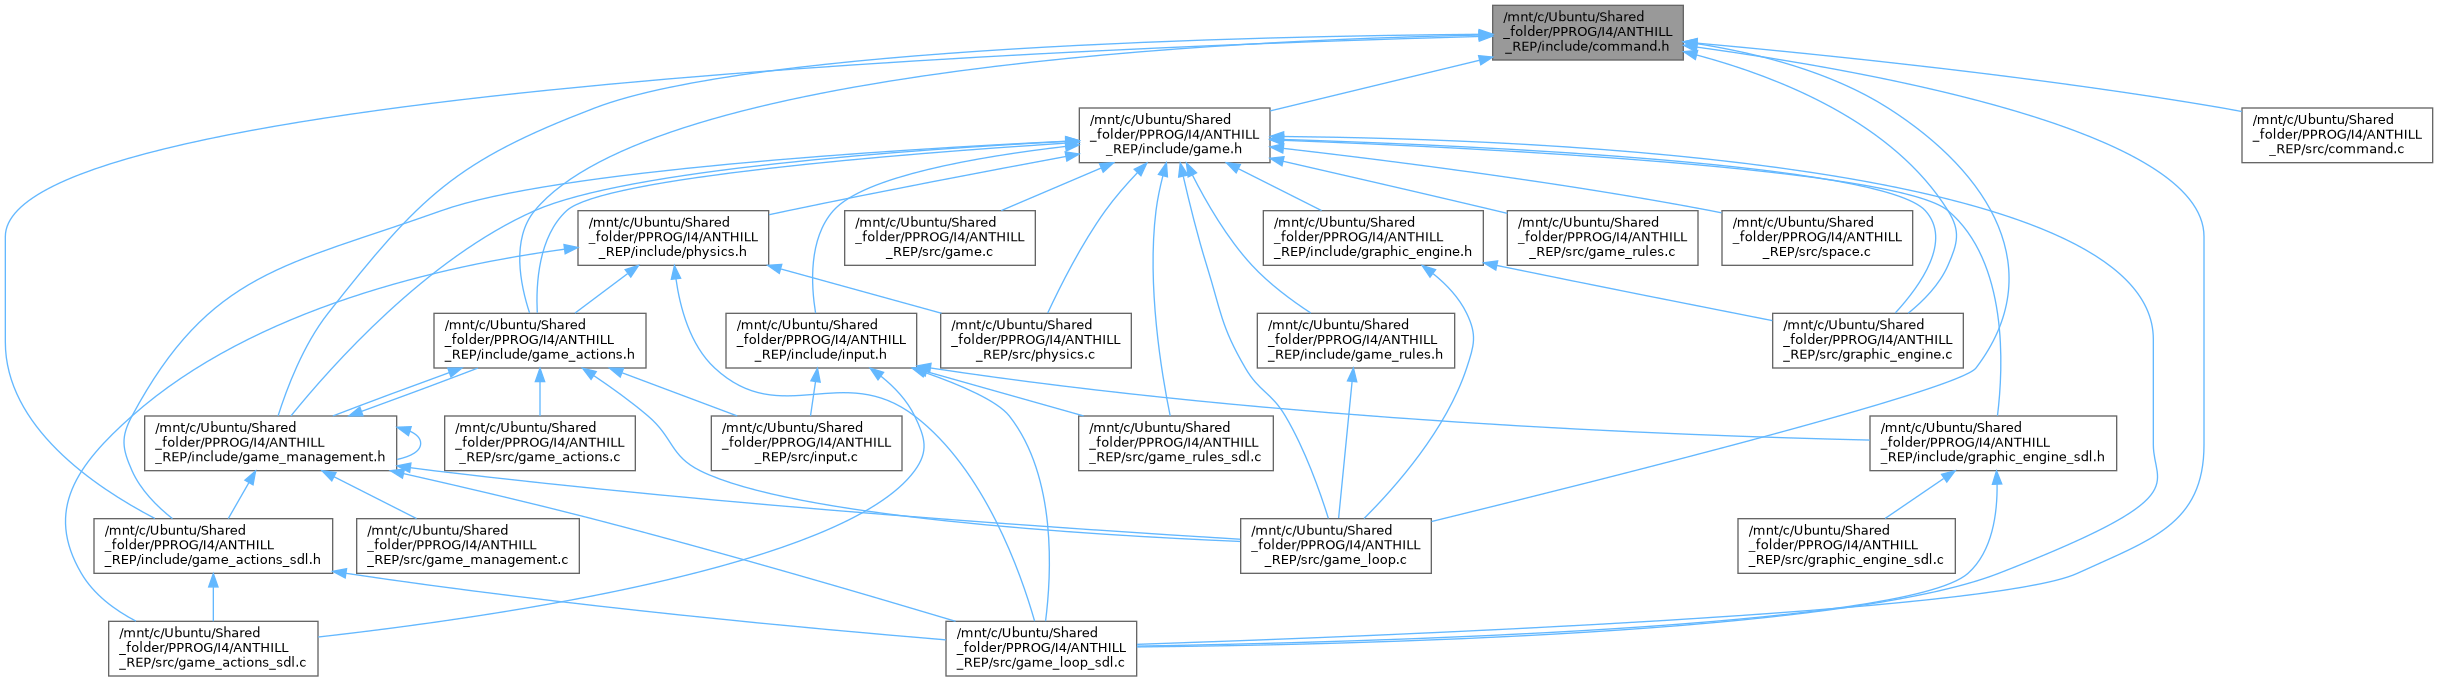 /mnt/c/Ubuntu/Shared
_folder/PPROG/I4/ANTHILL
_REP/include/command.h
/mnt/c/Ubuntu/Shared
_folder/PPROG/I4/ANTHILL
_REP/include/game.h
/mnt/c/Ubuntu/Shared
_folder/PPROG/I4/ANTHILL
_REP/src/command.c
/mnt/c/Ubuntu/Shared
_folder/PPROG/I4/ANTHILL
_REP/include/physics.h
/mnt/c/Ubuntu/Shared
_folder/PPROG/I4/ANTHILL
_REP/src/game.c
/mnt/c/Ubuntu/Shared
_folder/PPROG/I4/ANTHILL
_REP/include/graphic_engine.h
/mnt/c/Ubuntu/Shared
_folder/PPROG/I4/ANTHILL
_REP/src/game_rules.c
/mnt/c/Ubuntu/Shared
_folder/PPROG/I4/ANTHILL
_REP/src/space.c
/mnt/c/Ubuntu/Shared
_folder/PPROG/I4/ANTHILL
_REP/include/game_actions.h
/mnt/c/Ubuntu/Shared
_folder/PPROG/I4/ANTHILL
_REP/include/input.h
/mnt/c/Ubuntu/Shared
_folder/PPROG/I4/ANTHILL
_REP/src/physics.c
/mnt/c/Ubuntu/Shared
_folder/PPROG/I4/ANTHILL
_REP/include/game_rules.h
/mnt/c/Ubuntu/Shared
_folder/PPROG/I4/ANTHILL
_REP/src/graphic_engine.c
/mnt/c/Ubuntu/Shared
_folder/PPROG/I4/ANTHILL
_REP/include/game_management.h
/mnt/c/Ubuntu/Shared
_folder/PPROG/I4/ANTHILL
_REP/src/game_actions.c
/mnt/c/Ubuntu/Shared
_folder/PPROG/I4/ANTHILL
_REP/src/input.c
/mnt/c/Ubuntu/Shared
_folder/PPROG/I4/ANTHILL
_REP/src/game_rules_sdl.c
/mnt/c/Ubuntu/Shared
_folder/PPROG/I4/ANTHILL
_REP/include/graphic_engine_sdl.h
/mnt/c/Ubuntu/Shared
_folder/PPROG/I4/ANTHILL
_REP/include/game_actions_sdl.h
/mnt/c/Ubuntu/Shared
_folder/PPROG/I4/ANTHILL
_REP/src/game_management.c
/mnt/c/Ubuntu/Shared
_folder/PPROG/I4/ANTHILL
_REP/src/game_loop.c
/mnt/c/Ubuntu/Shared
_folder/PPROG/I4/ANTHILL
_REP/src/graphic_engine_sdl.c
/mnt/c/Ubuntu/Shared
_folder/PPROG/I4/ANTHILL
_REP/src/game_actions_sdl.c
/mnt/c/Ubuntu/Shared
_folder/PPROG/I4/ANTHILL
_REP/src/game_loop_sdl.c